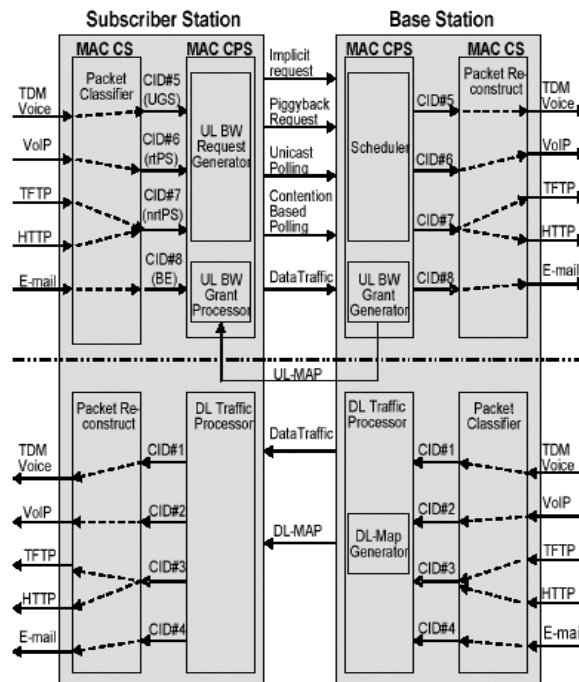 Subscriber Station
Base Station
MAC CS
MAC CPS
MAC CPS
MAC CS
Packet
Classifier
CID#5
(UGS)
UL BW
Request
Generator
CID#6
(rtPS)
CID#7
(nrtPS)
CID#8
(BE)
UL BW
Grant
Processor
TDM
Voice
VoIP
TFTP
HTTP
E-mail
Implicit
request
Piggyback
Request
Unicast
Polling
Contention
Based
Polling
DataTraffic
Scheduler
UL BW
Grant
Generator
CID#5
CID#6
CID#7
CID#8
Packet Re-
construct
TDM
Voice
VoIP
TFTP
HTTP
E-mail
UL-MAP
Packet Re-
construct
DL Traffic
Processor
DataTraffic
DL-MAP
DL Traffic
Processor
DL-Map
Generator
Packet
Classifier
TDM
Voice
VoIP
TFTP
HTTP
E-mail
CID#1
CID#2
CID#3
CID#4
CID#1
CID#2
CID#3
CID#4
TDM
Voice
VoIP
TFTP
HTTP
E-mail